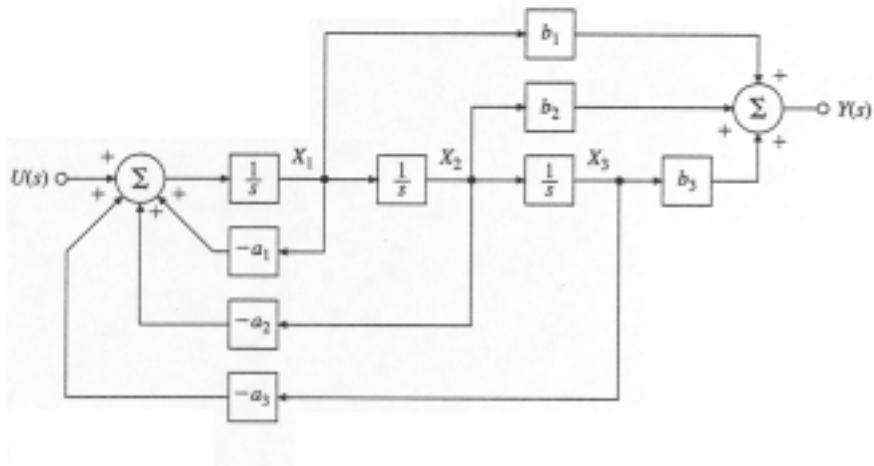 b₁
+
b₂
Σ
Y(s)
+
+
X₁
X₂
X₃
U(s)
+
Σ
1/s
1/s
1/s
b₃
+
+
+
−a₁
−a₂
−a₃